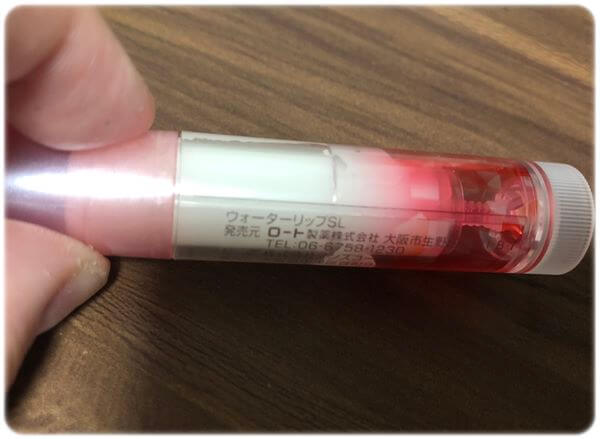 ウォーターリップSL
発売元 ロート製薬株式会社 大阪市生野
TEL:06-6758-1230